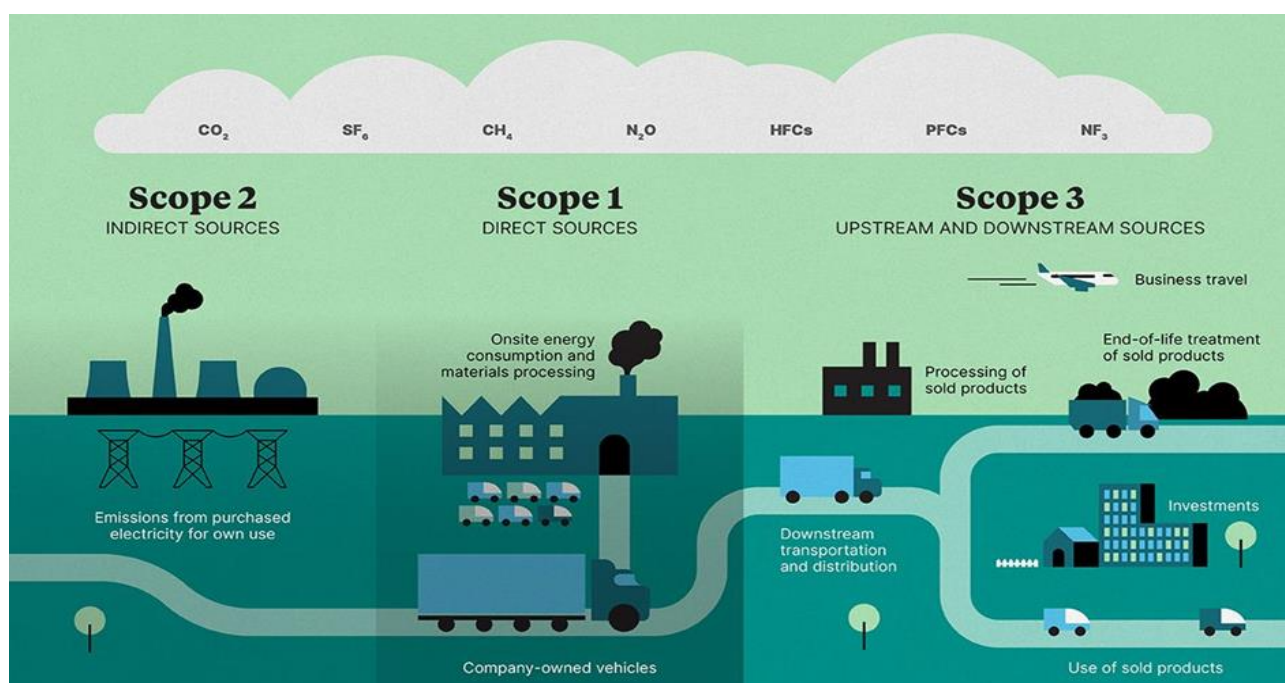 CO₂ SF₆ CH₄ N₂O HFCs PFCs NF₃
Scope 2
INDIRECT SOURCES
Emissions from purchased
electricity for own use
Scope 1
DIRECT SOURCES
Onsite energy
consumption and
materials processing
Company-owned vehicles
Scope 3
UPSTREAM AND DOWNSTREAM SOURCES
Business travel
Processing of
sold products
End-of-life treatment
of sold products
Downstream
transportation
and distribution
Investments
Use of sold products